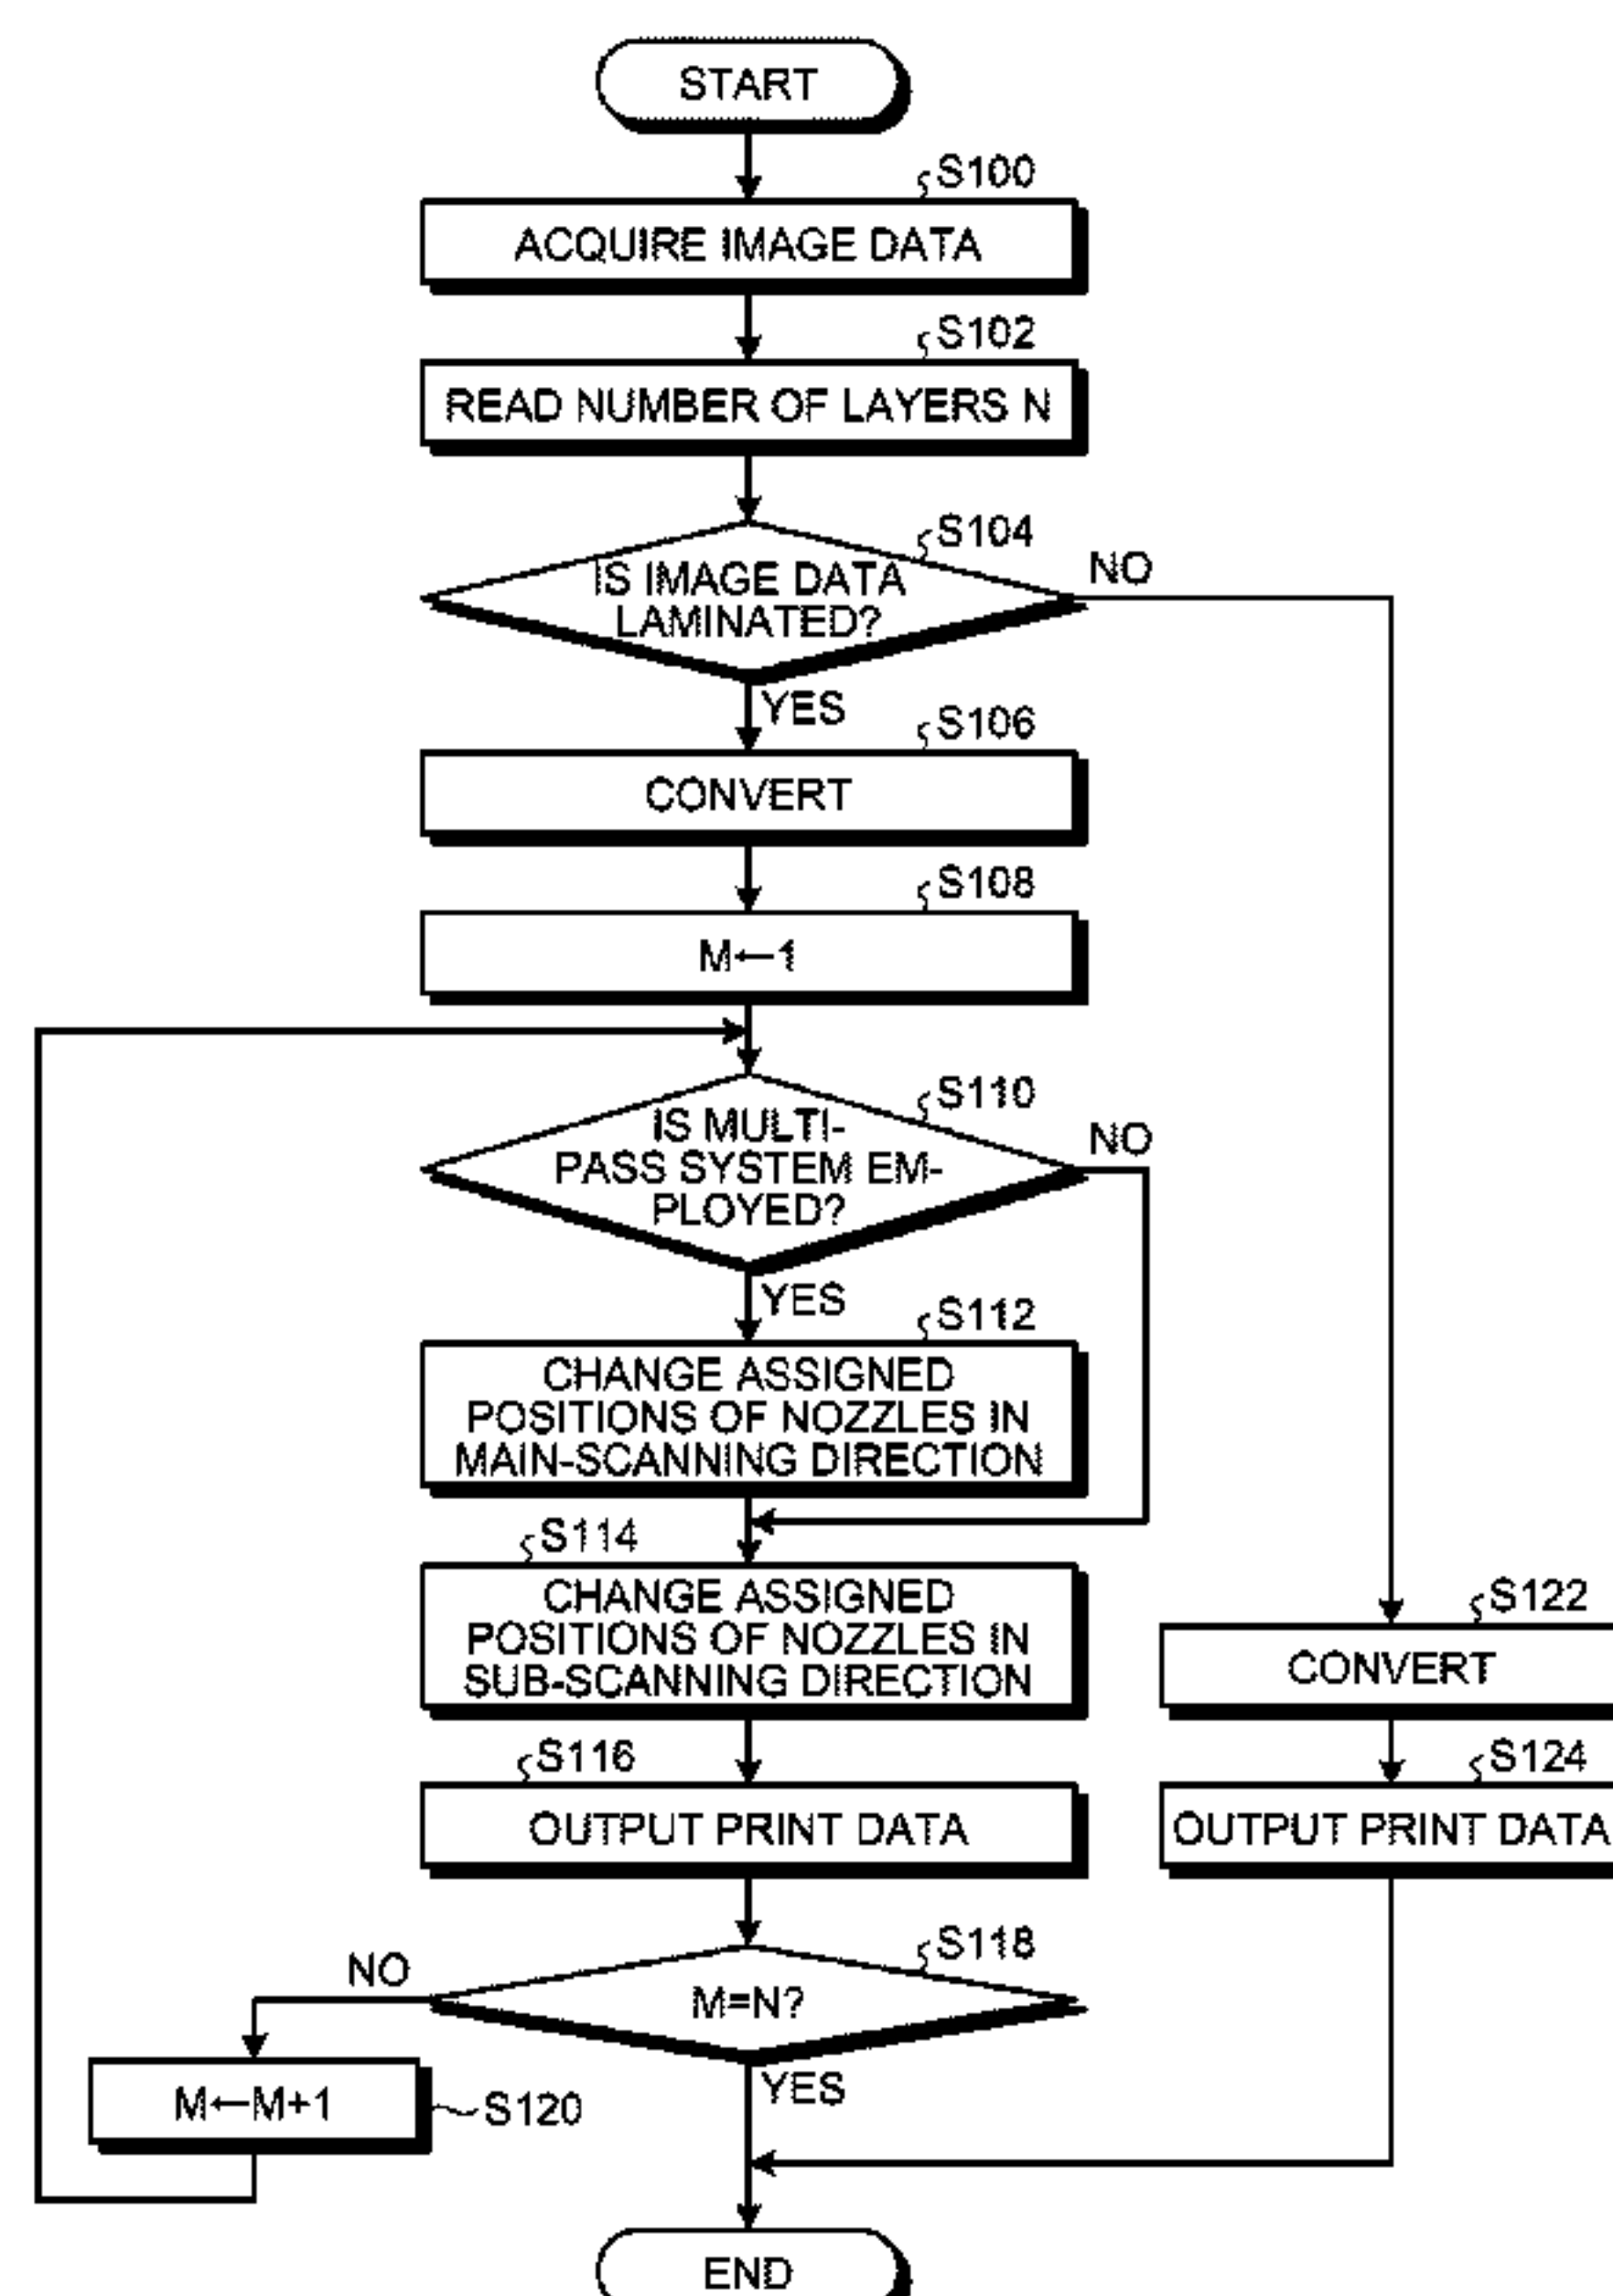 START
S100
ACQUIRE IMAGE DATA
S102
READ NUMBER OF LAYERS N
S104
IS IMAGE DATA
LAMINATED?
NO
YES
S106
CONVERT
S108
M←1
S110
IS MULTI-
PASS SYSTEM EM-
PLOYED?
NO
YES
S112
CHANGE ASSIGNED
POSITIONS OF NOZZLES IN
MAIN-SCANNING DIRECTION
S114
CHANGE ASSIGNED
POSITIONS OF NOZZLES IN
SUB-SCANNING DIRECTION
S122
CONVERT
S116
OUTPUT PRINT DATA
S124
OUTPUT PRINT DATA
S118
M=N?
NO
YES
M←M+1
S120
END